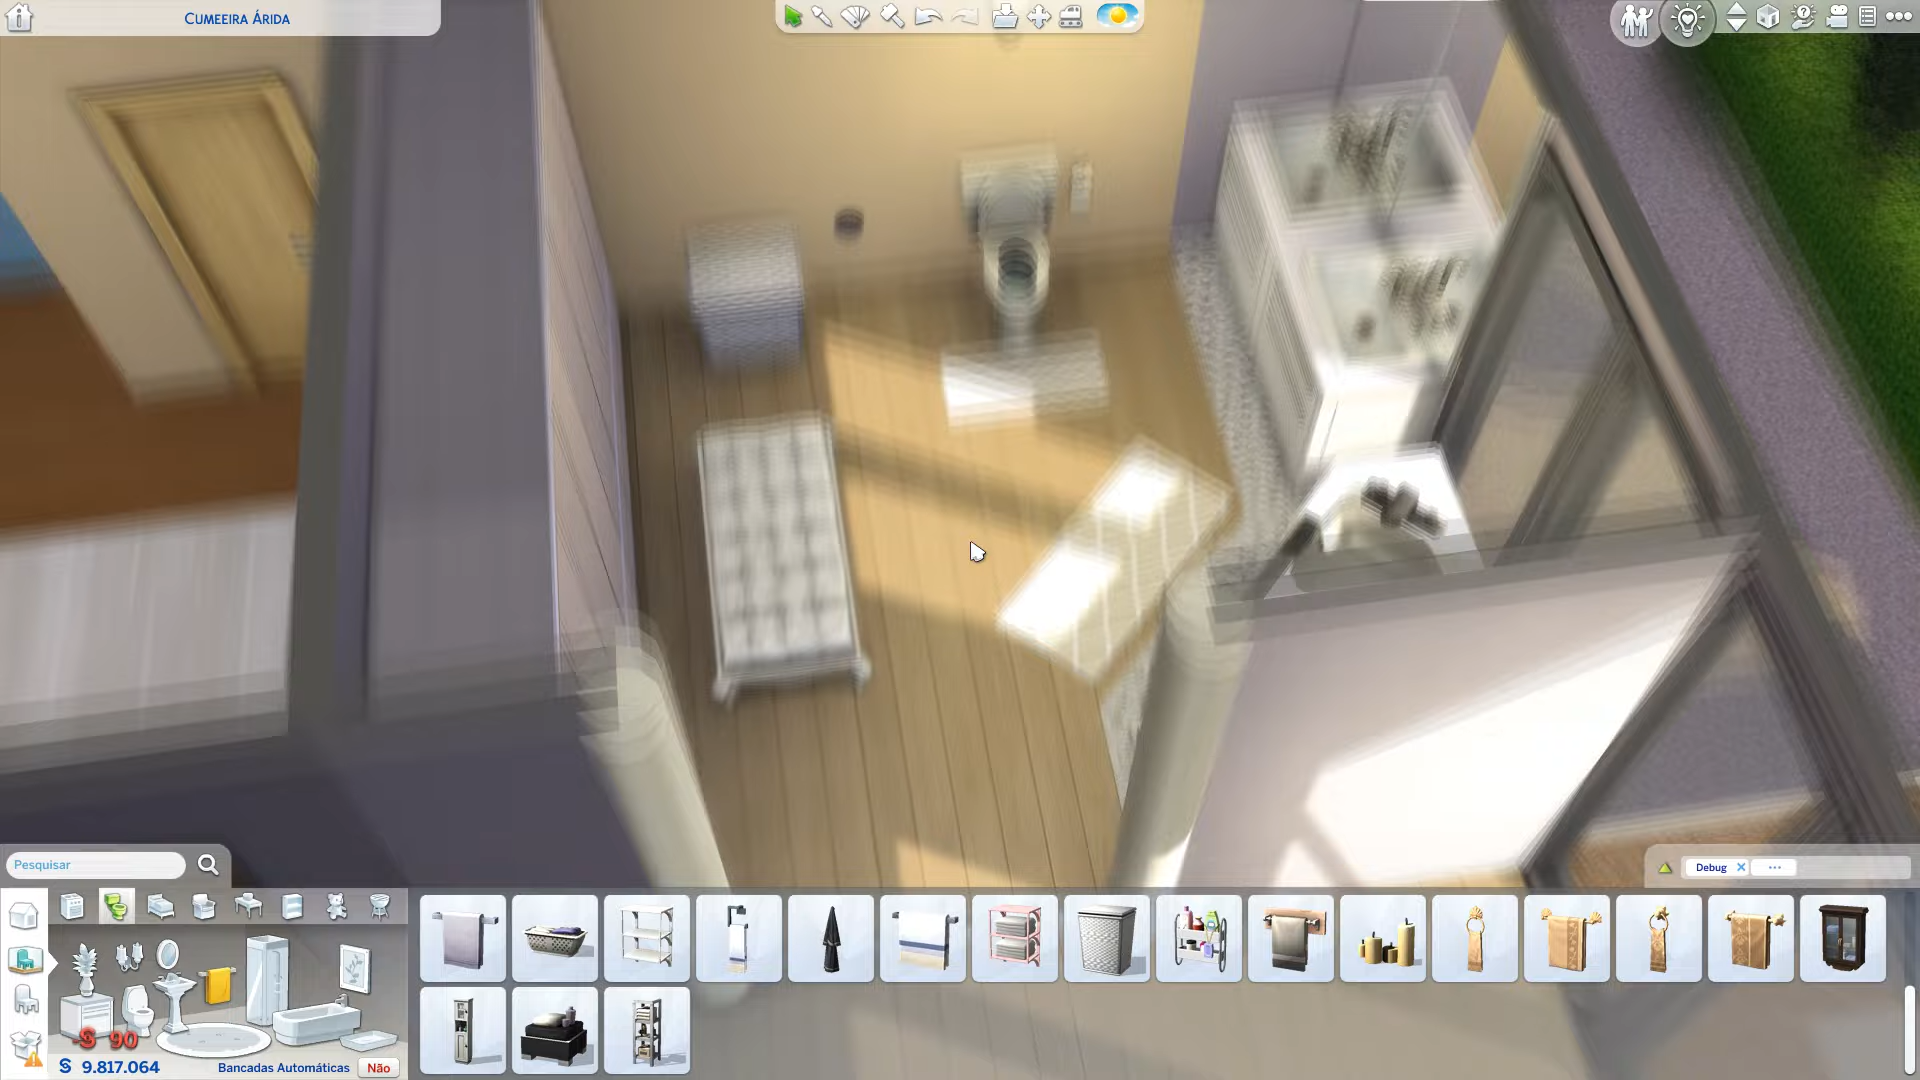 Cumeeira Árida
Pesquisar
Debug
-§ 90
§ 9.817.064
Bancadas Automáticas Não